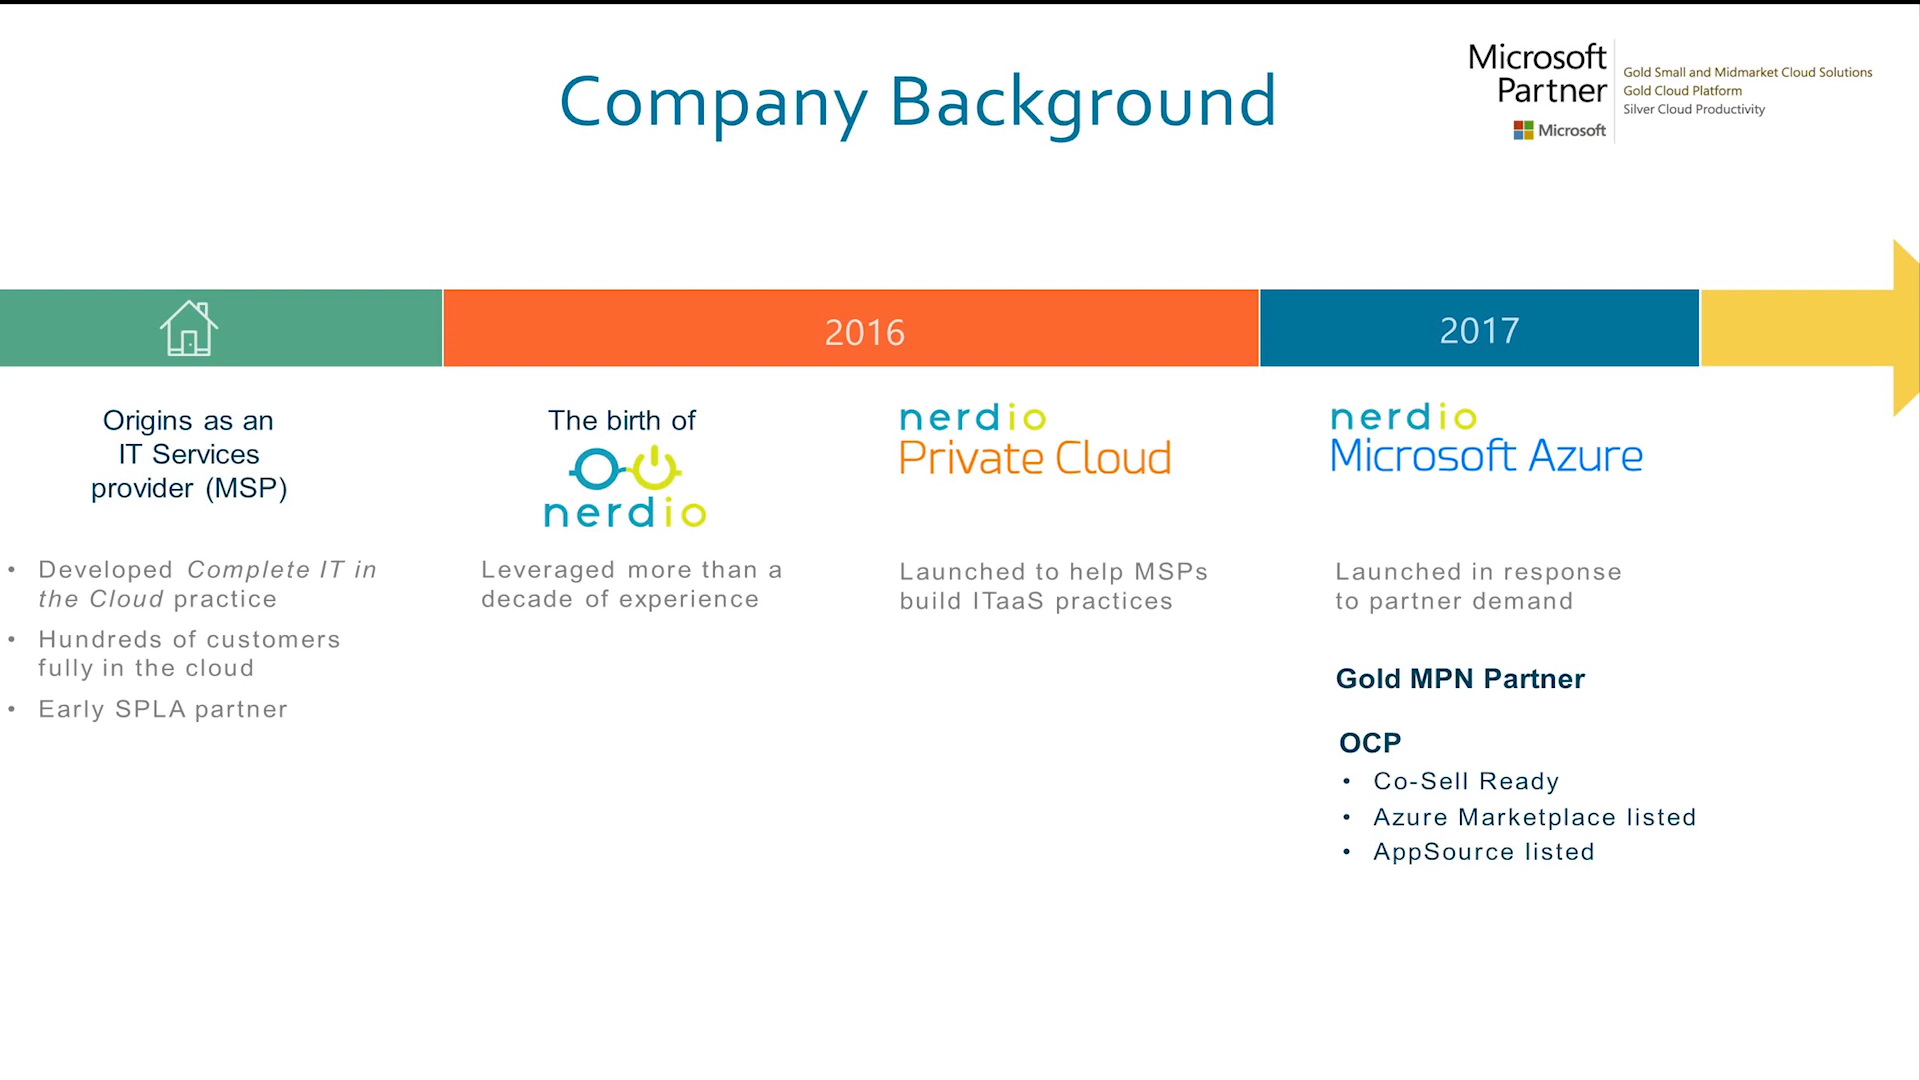 Company Background
Microsoft
Partner
Microsoft
Gold Small and Midmarket Cloud Solutions
Gold Cloud Platform
Silver Cloud Productivity
2016
2017
Origins as an
IT Services
provider (MSP)
• Developed Complete IT in
the Cloud practice
• Hundreds of customers
fully in the cloud
• Early SPLA partner
The birth of
nerdio
Leveraged more than a
decade of experience
nerdio
Private Cloud
Launched to help MSPs
build ITaaS practices
nerdio
Microsoft Azure
Launched in response
to partner demand
Gold MPN Partner
OCP
• Co-Sell Ready
• Azure Marketplace listed
• AppSource listed